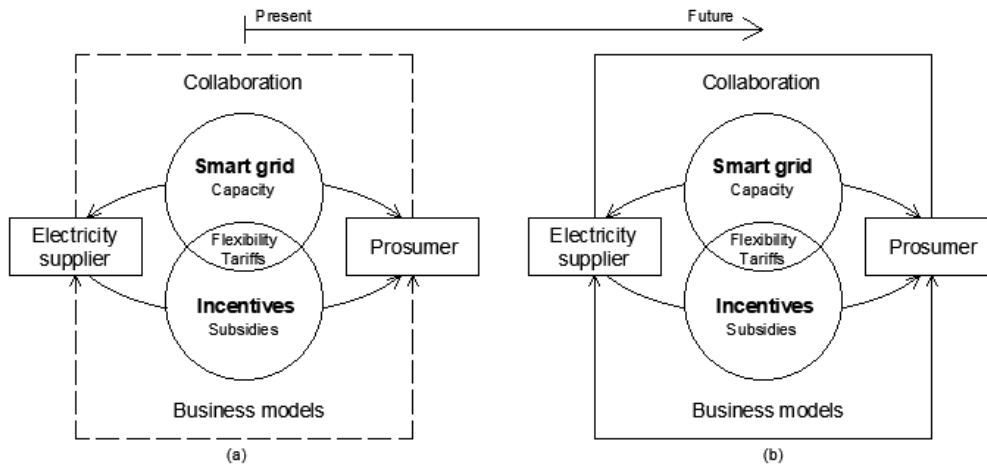 Present
Future
Collaboration
Smart grid
Capacity
Flexibility
Tariffs
Electricity
supplier
Prosumer
Incentives
Subsidies
Business models
(a)
Collaboration
Smart grid
Capacity
Flexibility
Tariffs
Electricity
supplier
Prosumer
Incentives
Subsidies
Business models
(b)